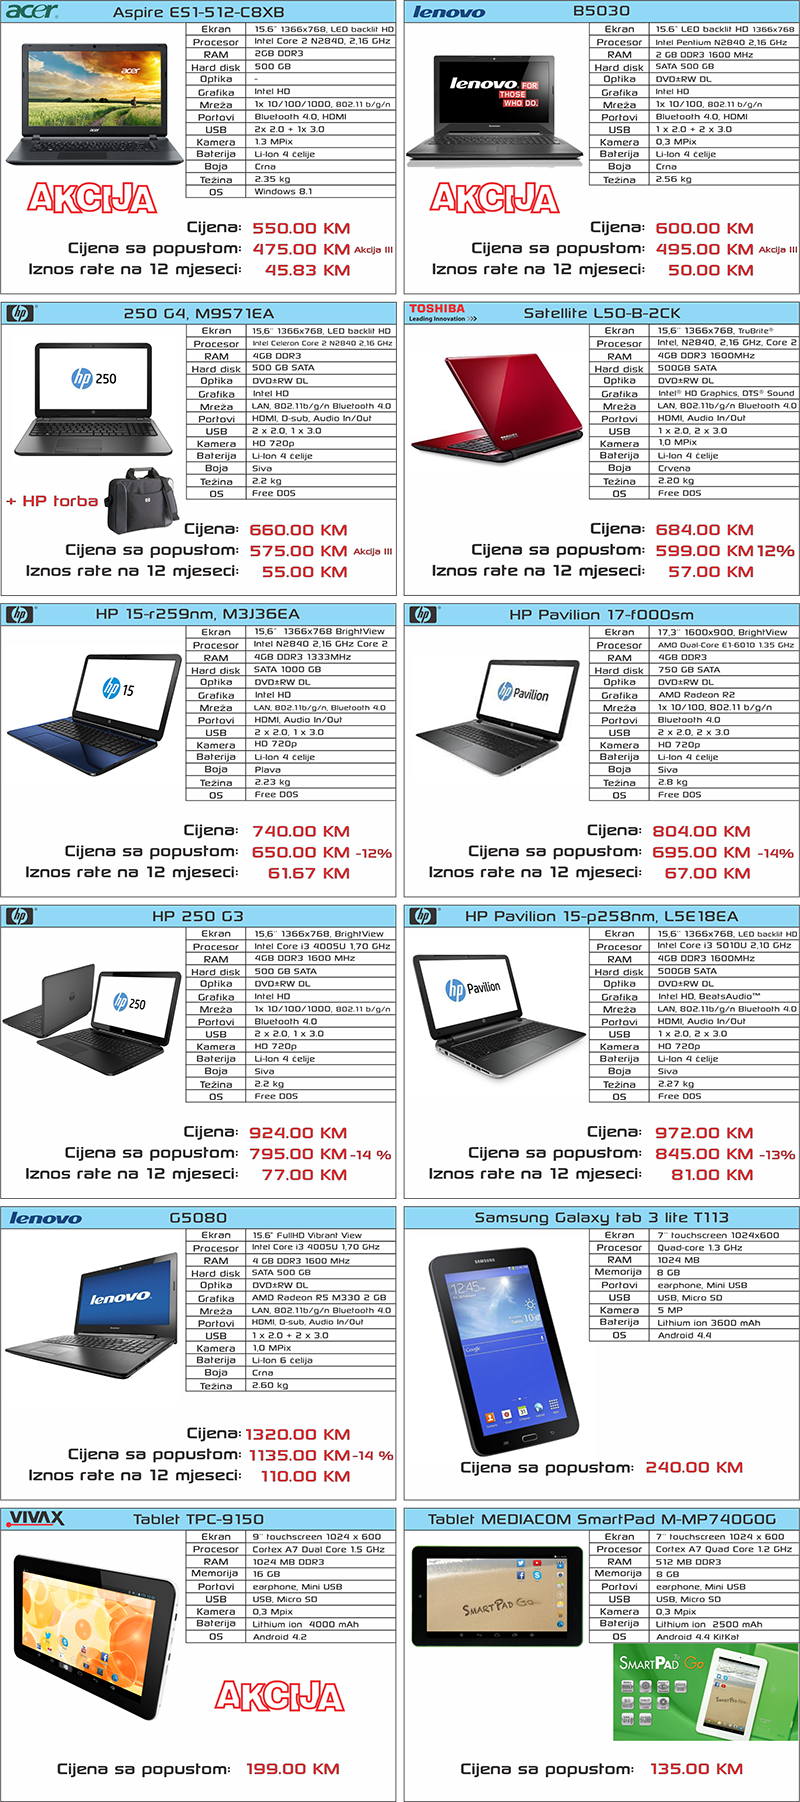 acer Aspire ES1-512-C8XB
Ekran 15.6" 1366x768, LED backlit HD
Procesor Intel Core 2 N2840, 2,16 GHz
RAM 2GB DDR3
Hard disk 500 GB
Optika -
Grafika Intel HD
Mreža 1x 10/100/1000, 802.11 b/g/n
Portovi Bluetooth 4.0, HDMI
USB 2x 2.0 + 1x 3.0
Kamera 1.3 MPix
Baterija Li-Ion 4 ćelije
Boja Crna
Težina 2.35 kg
OS Windows 8.1
acer
AKCIJA
Cijena: 550.00 KM
Cijena sa popustom: 475.00 KM Akcija !!!
Iznos rate na 12 mjeseci: 45.83 KM
lenovo B5030
Ekran 15.6" LED backlit HD 1366x768
Procesor Intel Pentium N2840 2,16 GHz
RAM 2 GB DDR3 1600 MHz
Hard disk SATA 500 GB
Optika DVD±RW DL
Grafika Intel HD
Mreža 1x 10/100, 802.11 b/g/n
Portovi Bluetooth 4.0, HDMI
USB 1 x 2.0 + 2 x 3.0
Kamera 0,3 MPix
Baterija Li-Ion 4 ćelije
Boja Crna
Težina 2.56 kg
lenovo FOR THOSE WHO DO.
AKCIJA
Cijena: 600.00 KM
Cijena sa popustom: 495.00 KM Akcija !!!
Iznos rate na 12 mjeseci: 50.00 KM
hp 250 G4, M9S71EA
Ekran 15,6" 1366x768, LED backlit HD
Procesor Intel Celeron Core 2 N2840 2,16 GHz
RAM 4GB DDR3
Hard disk 500 GB SATA
Optika DVD±RW DL
Grafika Intel HD
Mreža LAN, 802.11b/g/n Bluetooth 4.0
Portovi HDMI, D-sub, Audio In/Out
USB 2 x 2.0, 1 x 3.0
Kamera HD 720p
Baterija Li-Ion 4 ćelije
Boja Siva
Težina 2.2 kg
OS Free DOS
hp 250
+ HP torba
Cijena: 660.00 KM
Cijena sa popustom: 575.00 KM Akcija !!!
Iznos rate na 12 mjeseci: 55.00 KM
TOSHIBA
Leading Innovation >>>
Satellite L50-B-2CK
Ekran 15,6" 1366x768, TruBrite®
Procesor Intel, N2840, 2,16 GHz, Core 2
RAM 4GB DDR3 1600MHz
Hard disk 500GB SATA
Optika DVD±RW DL
Grafika Intel® HD Graphics, DTS® Sound
Mreža LAN, 802.11b/g/n Bluetooth 4.0
Portovi HDMI, Audio In/Out
USB 1 x 2.0, 2 x 3.0
Kamera 1,0 MPix
Baterija Li-Ion 4 ćelije
Boja Crvena
Težina 2.20 kg
OS Free DOS
Cijena: 684.00 KM
Cijena sa popustom: 599.00 KM 12%
Iznos rate na 12 mjeseci: 57.00 KM
hp HP 15-r259nm, M3J36EA
Ekran 15,6" 1366x768 BrightView
Procesor Intel N2840 2,16 GHz Core 2
RAM 4GB DDR3 1333MHz
Hard disk SATA 1000 GB
Optika DVD±RW DL
Grafika Intel HD
Mreža LAN, 802.11b/g/n, Bluetooth 4.0
Portovi HDMI, Audio In/Out
USB 2 x 2.0, 1 x 3.0
Kamera HD 720p
Baterija Li-Ion 4 ćelije
Boja Plava
Težina 2.23 kg
OS Free DOS
hp 15
Cijena: 740.00 KM
Cijena sa popustom: 650.00 KM -12%
Iznos rate na 12 mjeseci: 61.67 KM
hp HP Pavilion 17-f000sm
Ekran 17,3" 1600x900, BrightView
Procesor AMD Dual-Core E1-6010 1.35 GHz
RAM 4GB DDR3
Hard disk 750 GB SATA
Optika DVD±RW DL
Grafika AMD Radeon R2
Mreža 1x 10/100, 802.11 b/g/n
Portovi Bluetooth 4.0
USB 2 x 2.0, 2 x 3.0
Kamera HD 720p
Baterija Li-Ion 4 ćelije
Boja Siva
Težina 2.8 kg
OS Free DOS
hp Pavilion
Cijena: 804.00 KM
Cijena sa popustom: 695.00 KM -14%
Iznos rate na 12 mjeseci: 67.00 KM
hp HP 250 G3
Ekran 15,6" 1366x768, BrightView
Procesor Intel Core i3 4005U 1,70 GHz
RAM 4GB DDR3 1600 MHz
Hard disk 500 GB SATA
Optika DVD±RW DL
Grafika Intel HD
Mreža 1x 10/100/1000, 802.11 b/g/n
Portovi Bluetooth 4.0
USB 2 x 2.0, 1 x 3.0
Kamera HD 720p
Baterija Li-Ion 4 ćelije
Boja Siva
Težina 2.2 kg
OS Free DOS
hp 250
Cijena: 924.00 KM
Cijena sa popustom: 795.00 KM -14 %
Iznos rate na 12 mjeseci: 77.00 KM
hp HP Pavilion 15-p258nm, L5E18EA
Ekran 15,6" 1366x768, LED backlit HD
Procesor Intel Core i3 5010U 2,10 GHz
RAM 4GB DDR3 1600MHz
Hard disk 500GB SATA
Optika DVD±RW DL
Grafika Intel HD, BeatsAudio™
Mreža LAN, 802.11b/g/n Bluetooth 4.0
Portovi HDMI, Audio In/Out
USB 1 x 2.0, 2 x 3.0
Kamera HD 720p
Baterija Li-Ion 4 ćelije
Boja Siva
Težina 2.27 kg
OS Free DOS
hp Pavilion
Cijena: 972.00 KM
Cijena sa popustom: 845.00 KM -13%
Iznos rate na 12 mjeseci: 81.00 KM
lenovo G5080
Ekran 15.6" FullHD Vibrant View
Procesor Intel Core i3 4005U 1,70 GHz
RAM 4 GB DDR3 1600 MHz
Hard disk SATA 500 GB
Optika DVD±RW DL
Grafika AMD Radeon R5 M330 2 GB
Mreža LAN, 802.11b/g/n Bluetooth 4.0
Portovi HDMI, D-sub, Audio In/Out
USB 1 x 2.0 + 2 x 3.0
Kamera 1,0 MPix
Baterija Li-Ion 6 ćelija
Boja Crna
Težina 2.60 kg
lenovo
Cijena: 1320.00 KM
Cijena sa popustom: 1135.00 KM -14 %
Iznos rate na 12 mjeseci: 110.00 KM
Samsung Galaxy tab 3 lite T113
Ekran 7" touchscreen 1024x600
Procesor Quad-core 1.3 GHz
RAM 1024 MB
Memorija 8 GB
Portovi earphone, Mini USB
USB USB, Micro SD
Kamera 5 MP
Baterija Lithium ion 3600 mAh
OS Android 4.4
SAMSUNG
12:45
Google
Cijena sa popustom: 240.00 KM
VIVAX Tablet TPC-9150
Ekran 9" touchscreen 1024 x 600
Procesor Cortex A7 Dual Core 1.5 GHz
RAM 1024 MB DDR3
Memorija 16 GB
Portovi earphone, Mini USB
USB USB, Micro SD
Kamera 0,3 Mpix
Baterija Lithium ion 4000 mAh
OS Android 4.2
AKCIJA
Cijena sa popustom: 199.00 KM
Tablet MEDIACOM SmartPad M-MP740GOG
Ekran 7" touchscreen 1024 x 600
Procesor Cortex A7 Quad Core 1.2 GHz
RAM 512 MB DDR3
Memorija 8 GB
Portovi earphone, Mini USB
USB USB, Micro SD
Kamera 0,3 Mpix
Baterija Lithium ion 2500 mAh
OS Android 4.4 KitKat
SMARTPAD GO
SMARTPAD Go
Cijena sa popustom: 135.00 KM